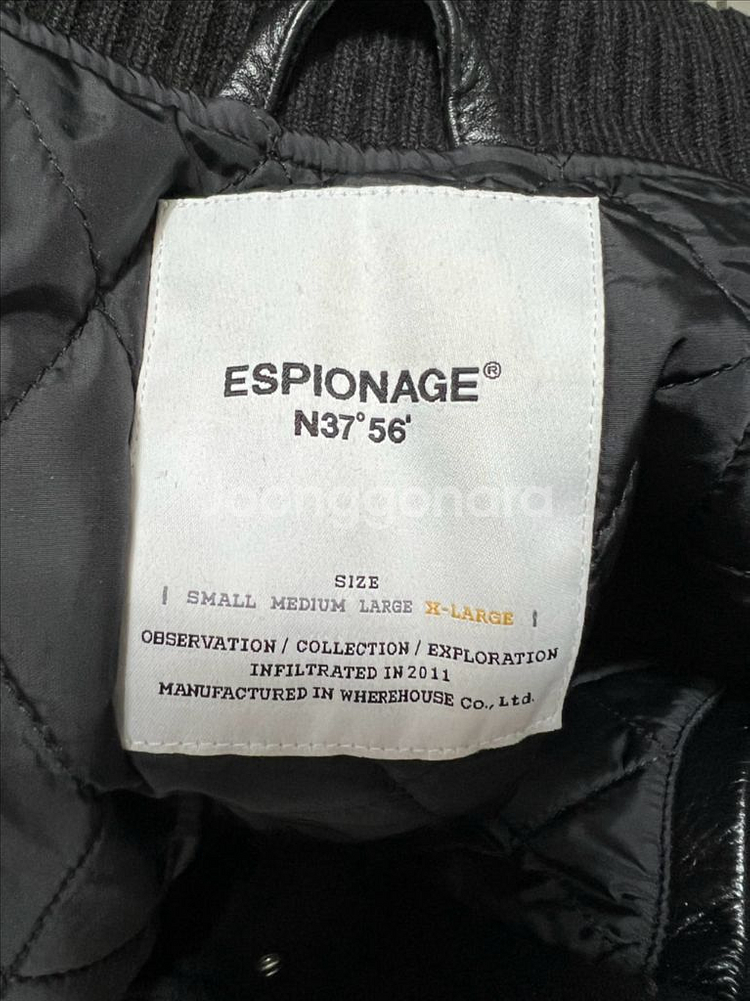 ESPIONAGE®
N37°56'
Joonggonara
SIZE
| SMALL MEDIUM LARGE X-LARGE |
OBSERVATION / COLLECTION / EXPLORATION
INFILTRATED IN 2011
MANUFACTURED IN WHEREHOUSE Co., Ltd.